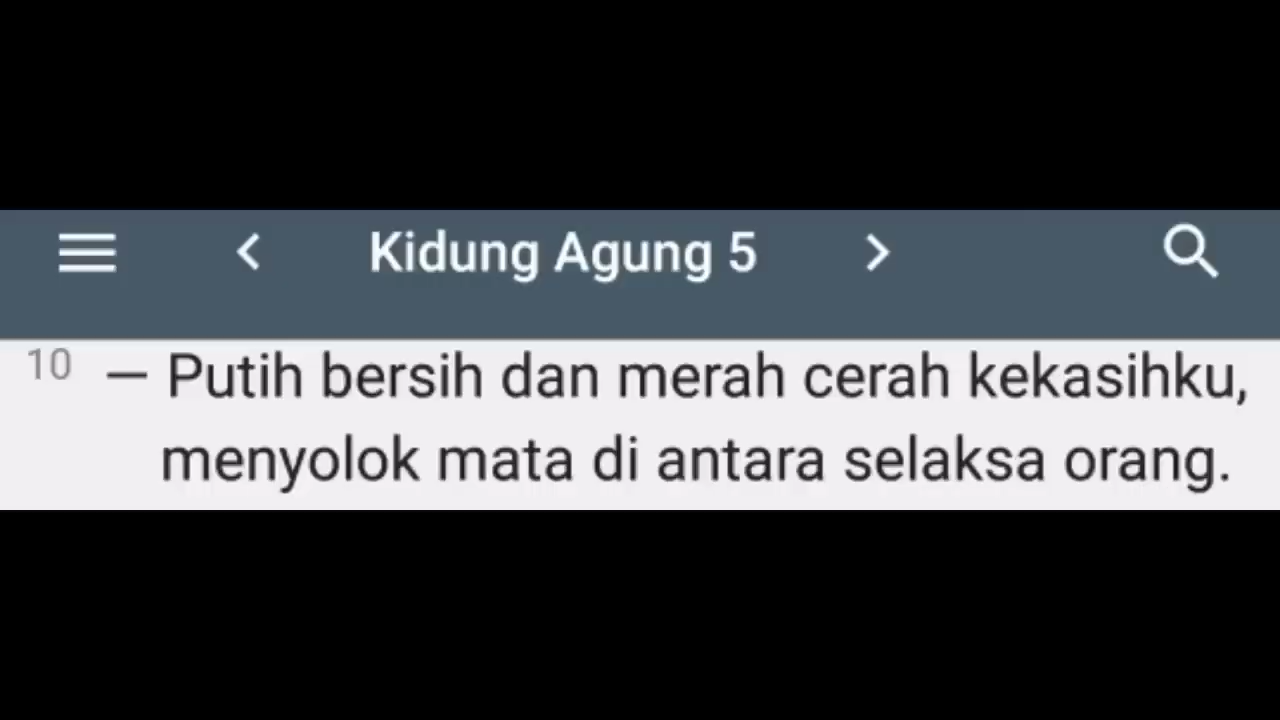 Kidung Agung 5
10 — Putih bersih dan merah cerah kekasihku,
menyolok mata di antara selaksa orang.